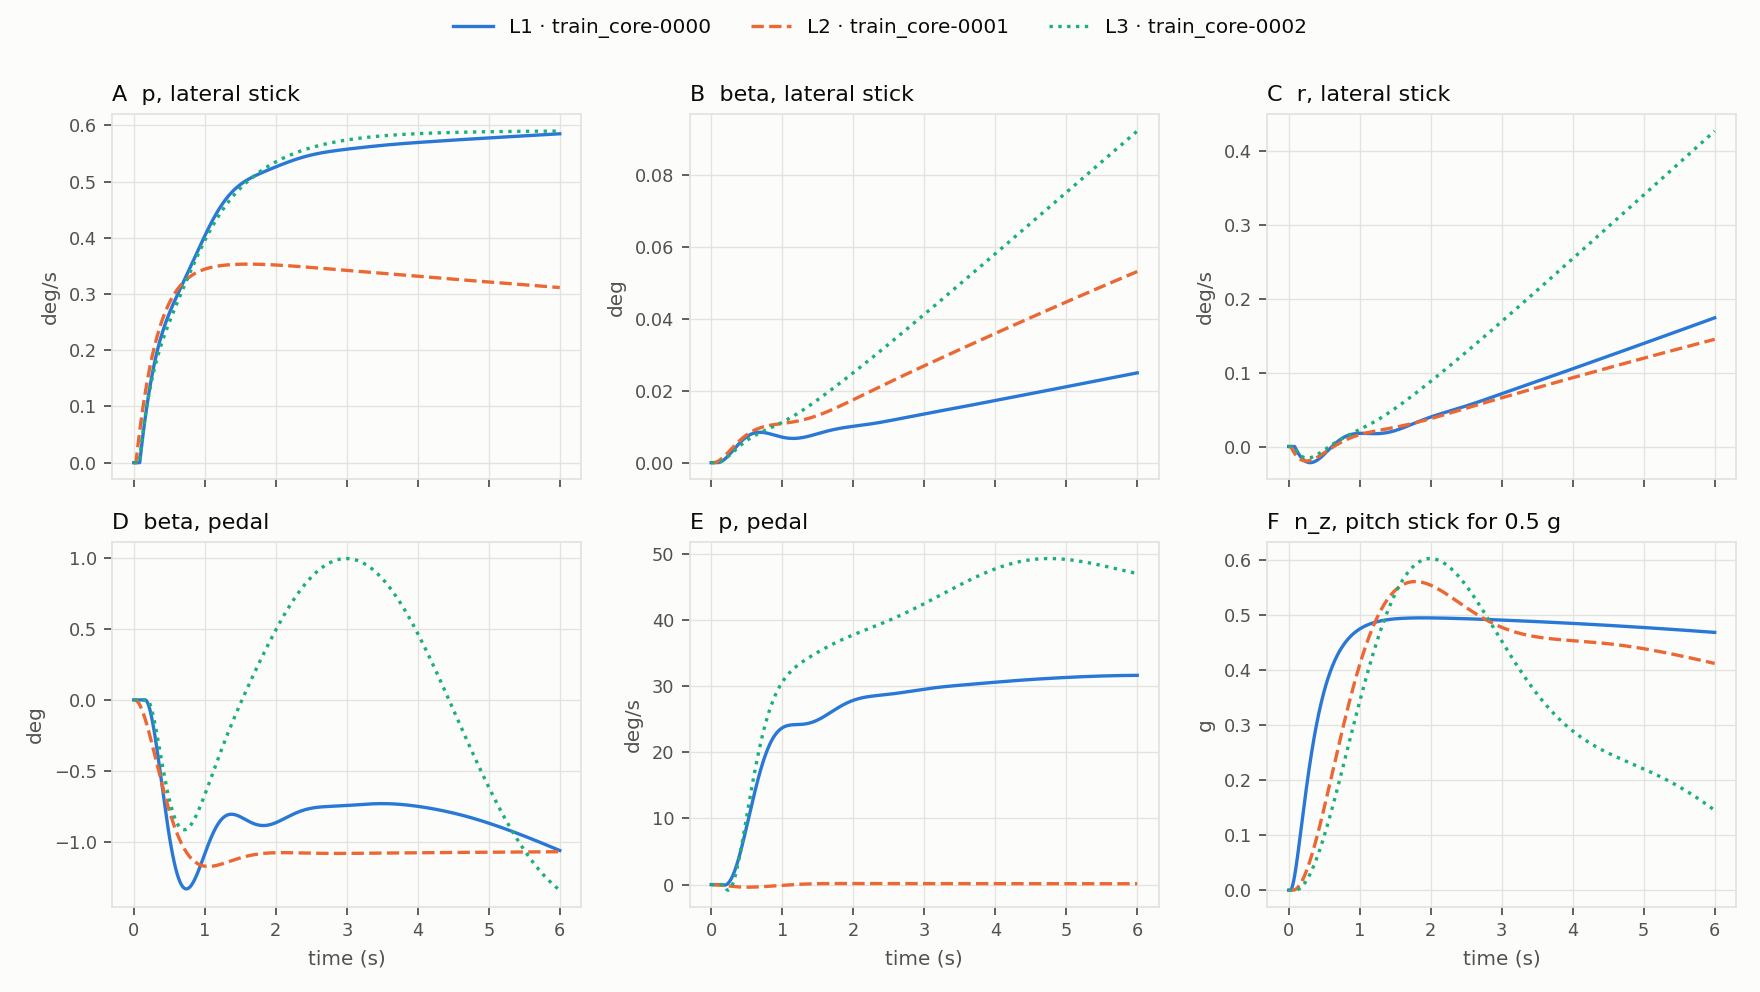 L1 · train_core-0000 L2 · train_core-0001 L3 · train_core-0002
A p, lateral stick
0.6
0.5
0.4
0.3
0.2
0.1
0.0
deg/s
B beta, lateral stick
0.08
0.06
0.04
0.02
0.00
deg
C r, lateral stick
0.4
0.3
0.2
0.1
0.0
deg/s
D beta, pedal
1.0
0.5
0.0
−0.5
−1.0
deg
0 1 2 3 4 5 6
time (s)
E p, pedal
50
40
30
20
10
0
deg/s
0 1 2 3 4 5 6
time (s)
F n_z, pitch stick for 0.5 g
0.6
0.5
0.4
0.3
0.2
0.1
0.0
g
0 1 2 3 4 5 6
time (s)